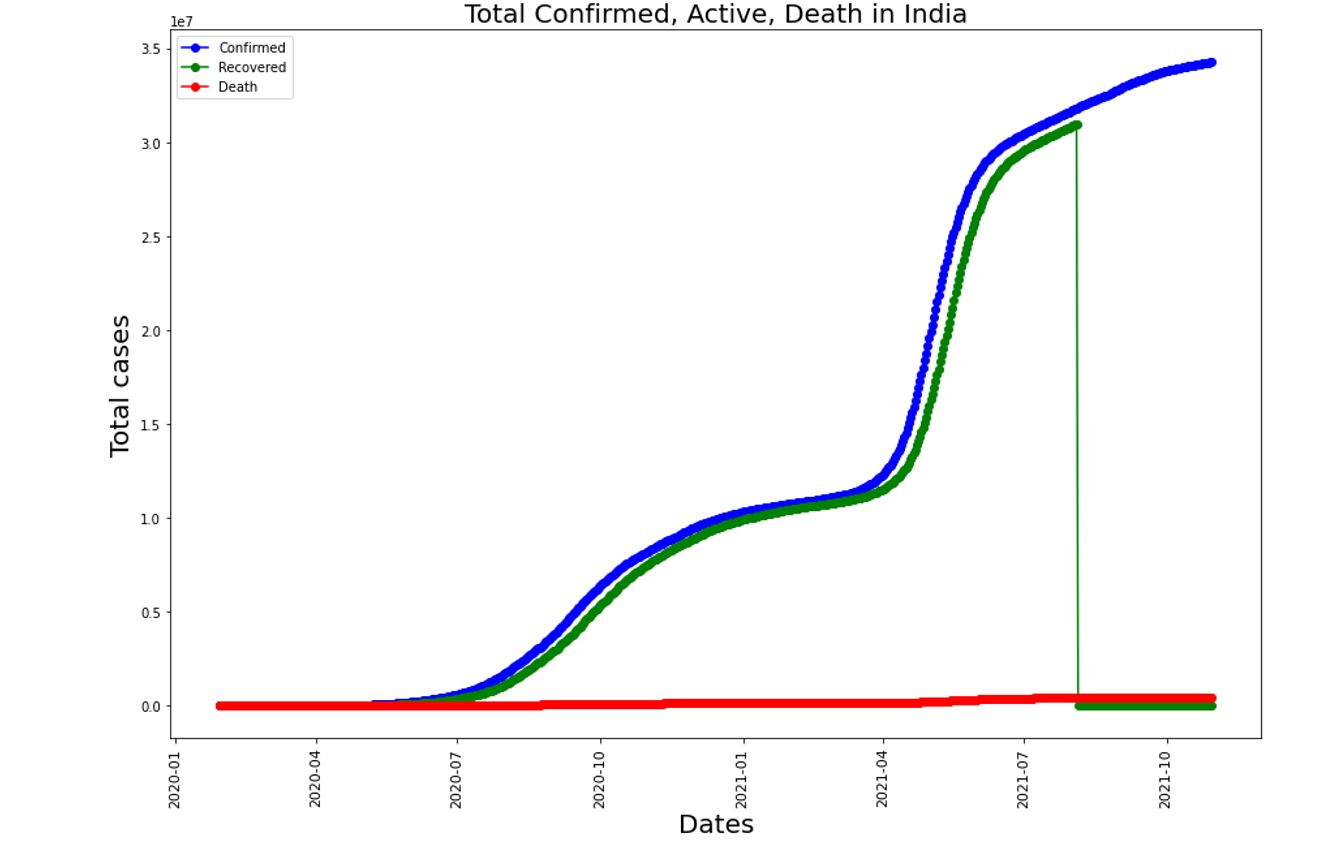 Total Confirmed, Active, Death in India
1e7
Confirmed
Recovered
Death
3.5
3.0
2.5
2.0
1.5
1.0
0.5
0.0
Total cases
2020-01
2020-04
2020-07
2020-10
2021-01
2021-04
2021-07
2021-10
Dates